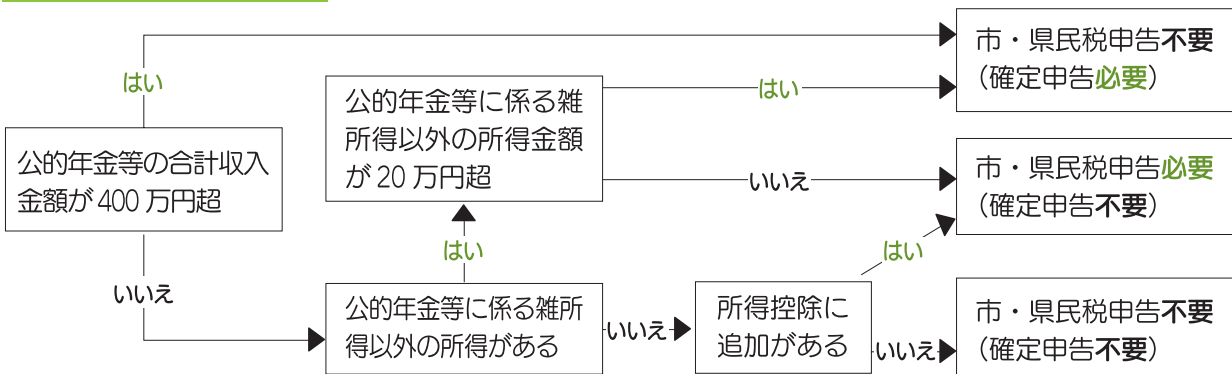 公的年金等の合計収入
金額が400万円超
はい
いいえ
公的年金等に係る雑
所得以外の所得金額
が20万円超
はい
いいえ
はい
公的年金等に係る雑所
得以外の所得がある
いいえ
所得控除に
追加がある
はい
いいえ
市・県民税申告不要
（確定申告必要）
市・県民税申告必要
（確定申告不要）
市・県民税申告不要
（確定申告不要）